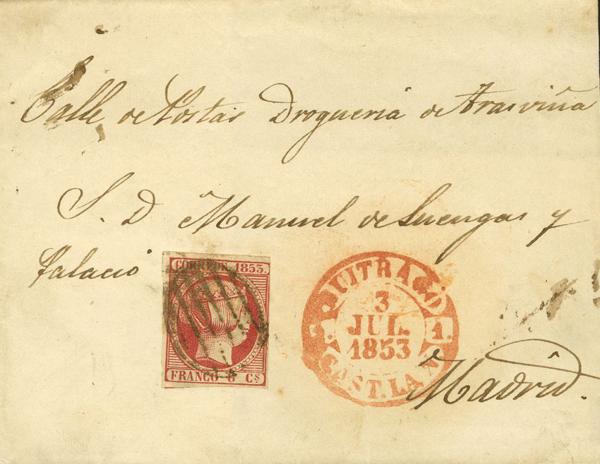 Calle de Postas Drogueria de Arasviña
S. D Manuel de Luengas y
Palacio
CORREOS 1853.
FRANCO 6 Cs
BUITRAGO
3
JUL.
1853
1.
CAST. LA N.
Madrid.